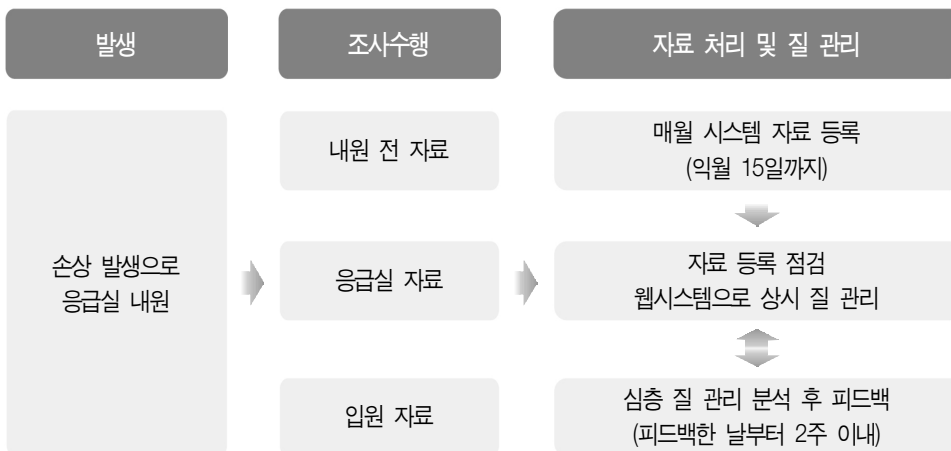 발생
조사수행
자료 처리 및 질 관리
손상 발생으로
응급실 내원
내원 전 자료
응급실 자료
입원 자료
매월 시스템 자료 등록
(익월 15일까지)
자료 등록 점검
웹시스템으로 상시 질 관리
심층 질 관리 분석 후 피드백
(피드백한 날부터 2주 이내)